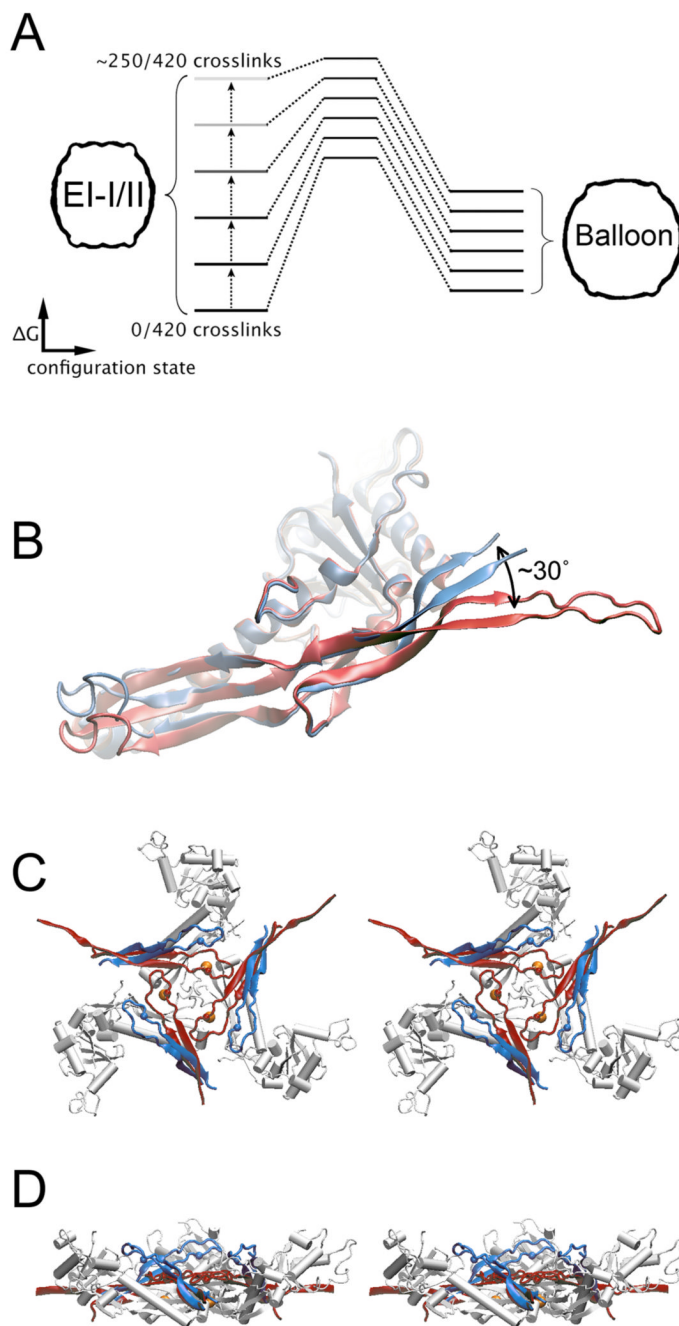 A
~250/420 crosslinks
EI-I/II
Balloon
0/420 crosslinks
ΔG
configuration state
B
~30˚
C
D